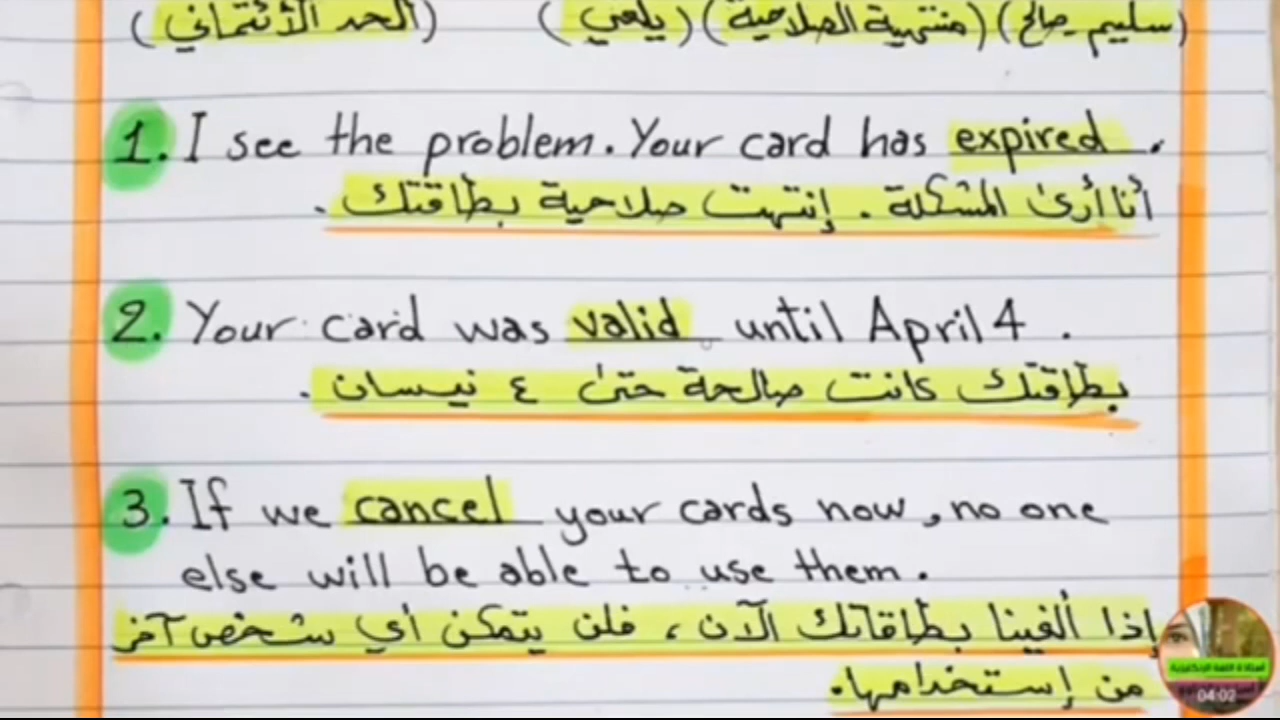 (سليم_صالح) (منتهية الصلاحية) (يلغي) (الحد الأئتماني)
1. I see the problem. Your card has expired.
أنا أرىٰ المشكلة. إنتهت صلاحية بطاقتك.
2. Your card was valid until April 4.
بطاقتك كانت صالحة حتىٰ ٤ نيسان.
3. If we cancel your cards now, no one
else will be able to use them.
إذا ألغينا بطاقاتك الآن، فلن يتمكن أي شخص آخر
من إستخدامها.
04:02